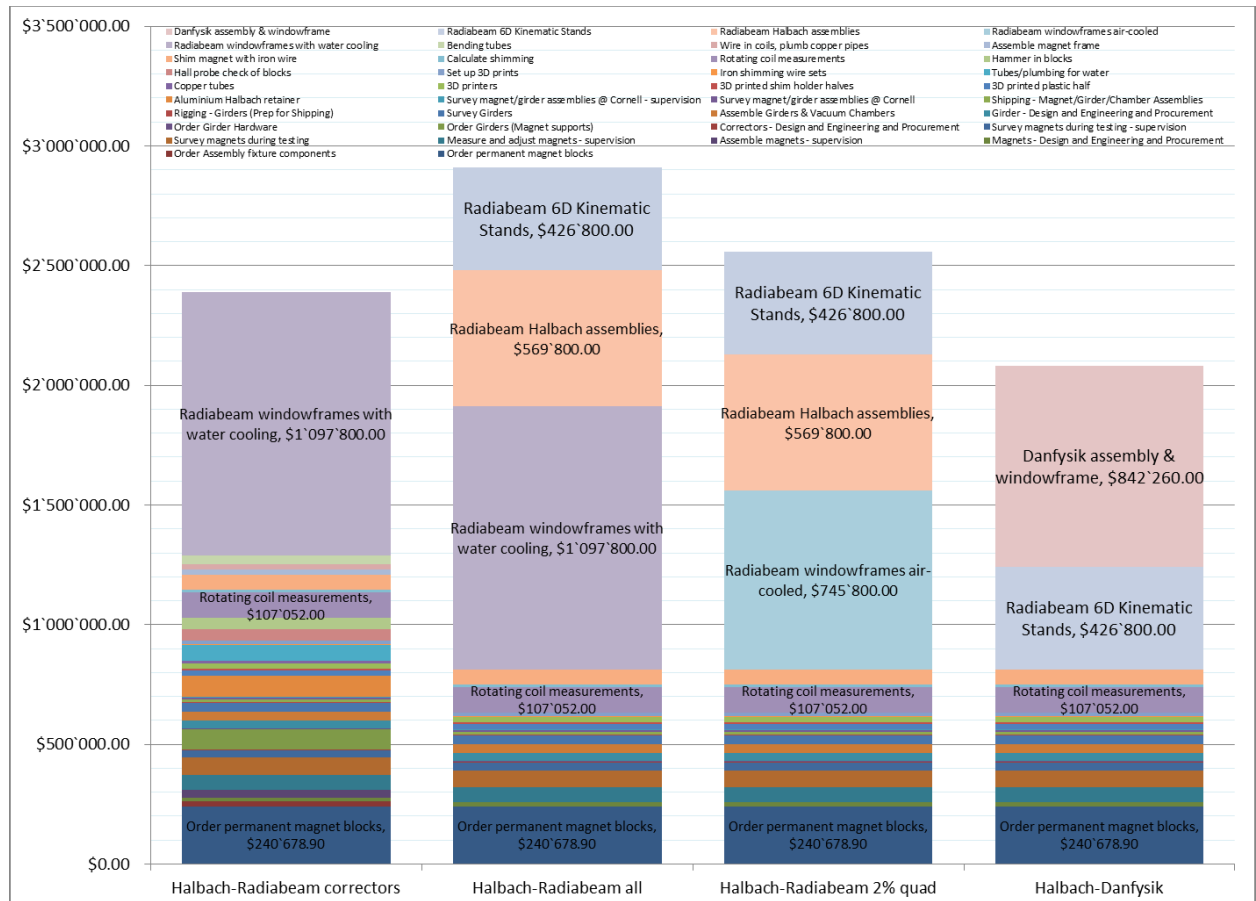 $3`500`000.00
$3`000`000.00
$2`500`000.00
$2`000`000.00
$1`500`000.00
$1`000`000.00
$500`000.00
$0.00
Danfysik assembly & windowframe
Radiabeam 6D Kinematic Stands
Radiabeam Halbach assemblies
Radiabeam windowframes air-cooled
Radiabeam windowframes with water cooling
Bending tubes
Wire in coils, plumb copper pipes
Assemble magnet frame
Shim magnet with iron wire
Calculate shimming
Rotating coil measurements
Hammer in blocks
Hall probe check of blocks
Set up 3D prints
Iron shimming wire sets
Tubes/plumbing for water
Copper tubes
3D printers
3D printed shim holder halves
3D printed plastic half
Aluminium Halbach retainer
Survey magnet/girder assemblies @ Cornell - supervision
Survey magnet/girder assemblies @ Cornell
Shipping - Magnet/Girder/Chamber Assemblies
Rigging - Girders (Prep for Shipping)
Survey Girders
Assemble Girders & Vacuum Chambers
Girder - Design and Engineering and Procurement
Order Girder Hardware
Order Girders (Magnet supports)
Correctors - Design and Engineering and Procurement
Survey magnets during testing - supervision
Survey magnets during testing
Measure and adjust magnets - supervision
Assemble magnets - supervision
Magnets - Design and Engineering and Procurement
Order Assembly fixture components
Order permanent magnet blocks
Radiabeam windowframes with
water cooling, $1`097`800.00
Rotating coil measurements,
$107`052.00
Order permanent magnet blocks,
$240`678.90
Radiabeam 6D Kinematic
Stands, $426`800.00
Radiabeam Halbach assemblies,
$569`800.00
Radiabeam windowframes with
water cooling, $1`097`800.00
Rotating coil measurements,
$107`052.00
Order permanent magnet blocks,
$240`678.90
Radiabeam 6D Kinematic
Stands, $426`800.00
Radiabeam Halbach assemblies,
$569`800.00
Radiabeam windowframes air-
cooled, $745`800.00
Rotating coil measurements,
$107`052.00
Order permanent magnet blocks,
$240`678.90
Danfysik assembly &
windowframe, $842`260.00
Radiabeam 6D Kinematic
Stands, $426`800.00
Rotating coil measurements,
$107`052.00
Order permanent magnet blocks,
$240`678.90
Halbach-Radiabeam correctors
Halbach-Radiabeam all
Halbach-Radiabeam 2% quad
Halbach-Danfysik